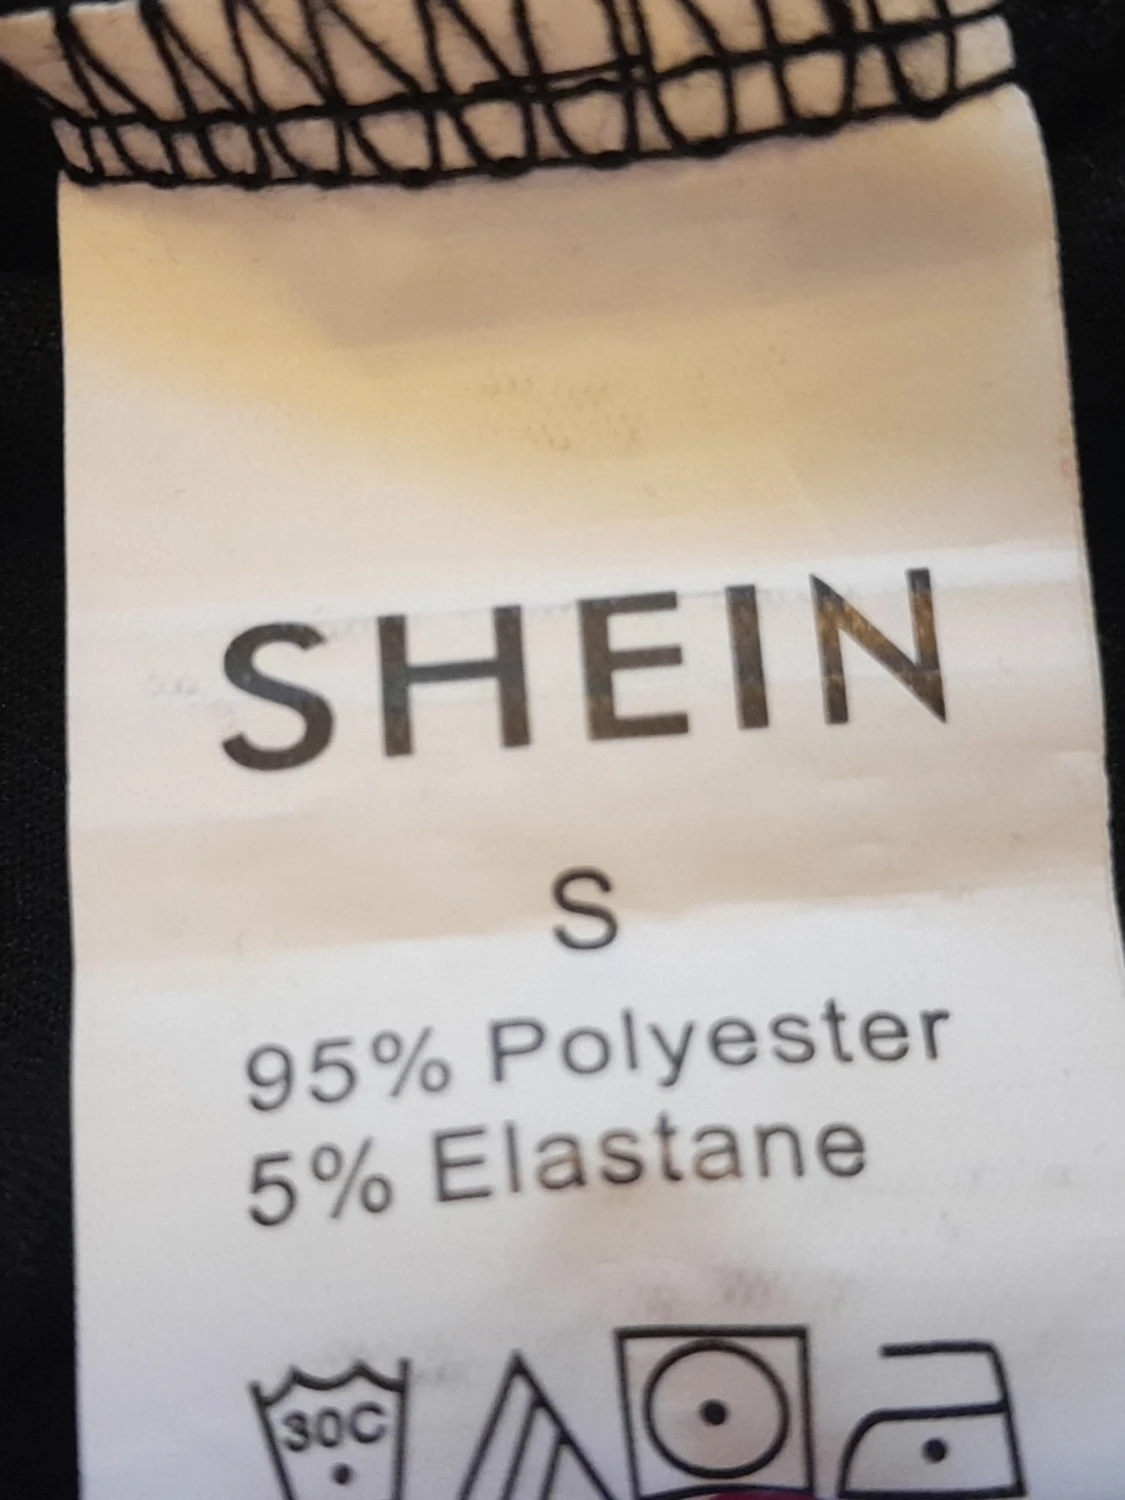 SHEIN
S
95% Polyester
5% Elastane
30C